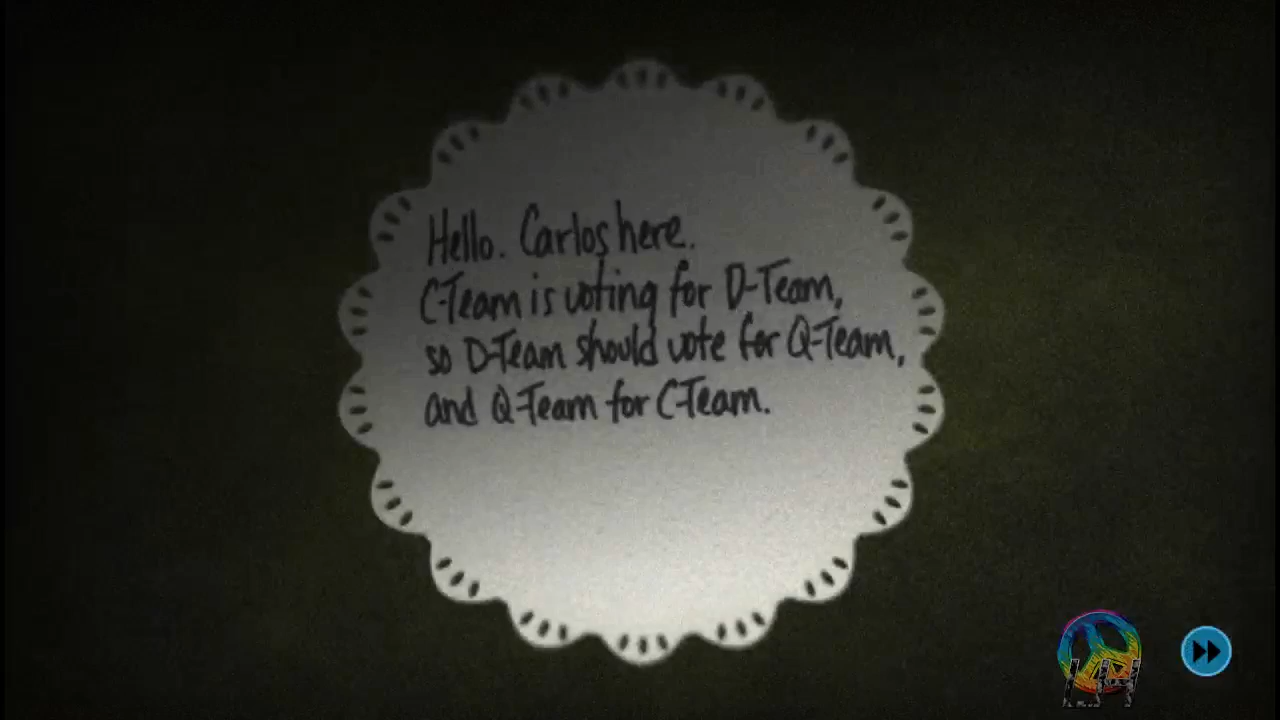 Hello. Carlos here.
C-Team is voting for D-Team,
so D-Team should vote for Q-Team,
and Q-Team for C-Team.